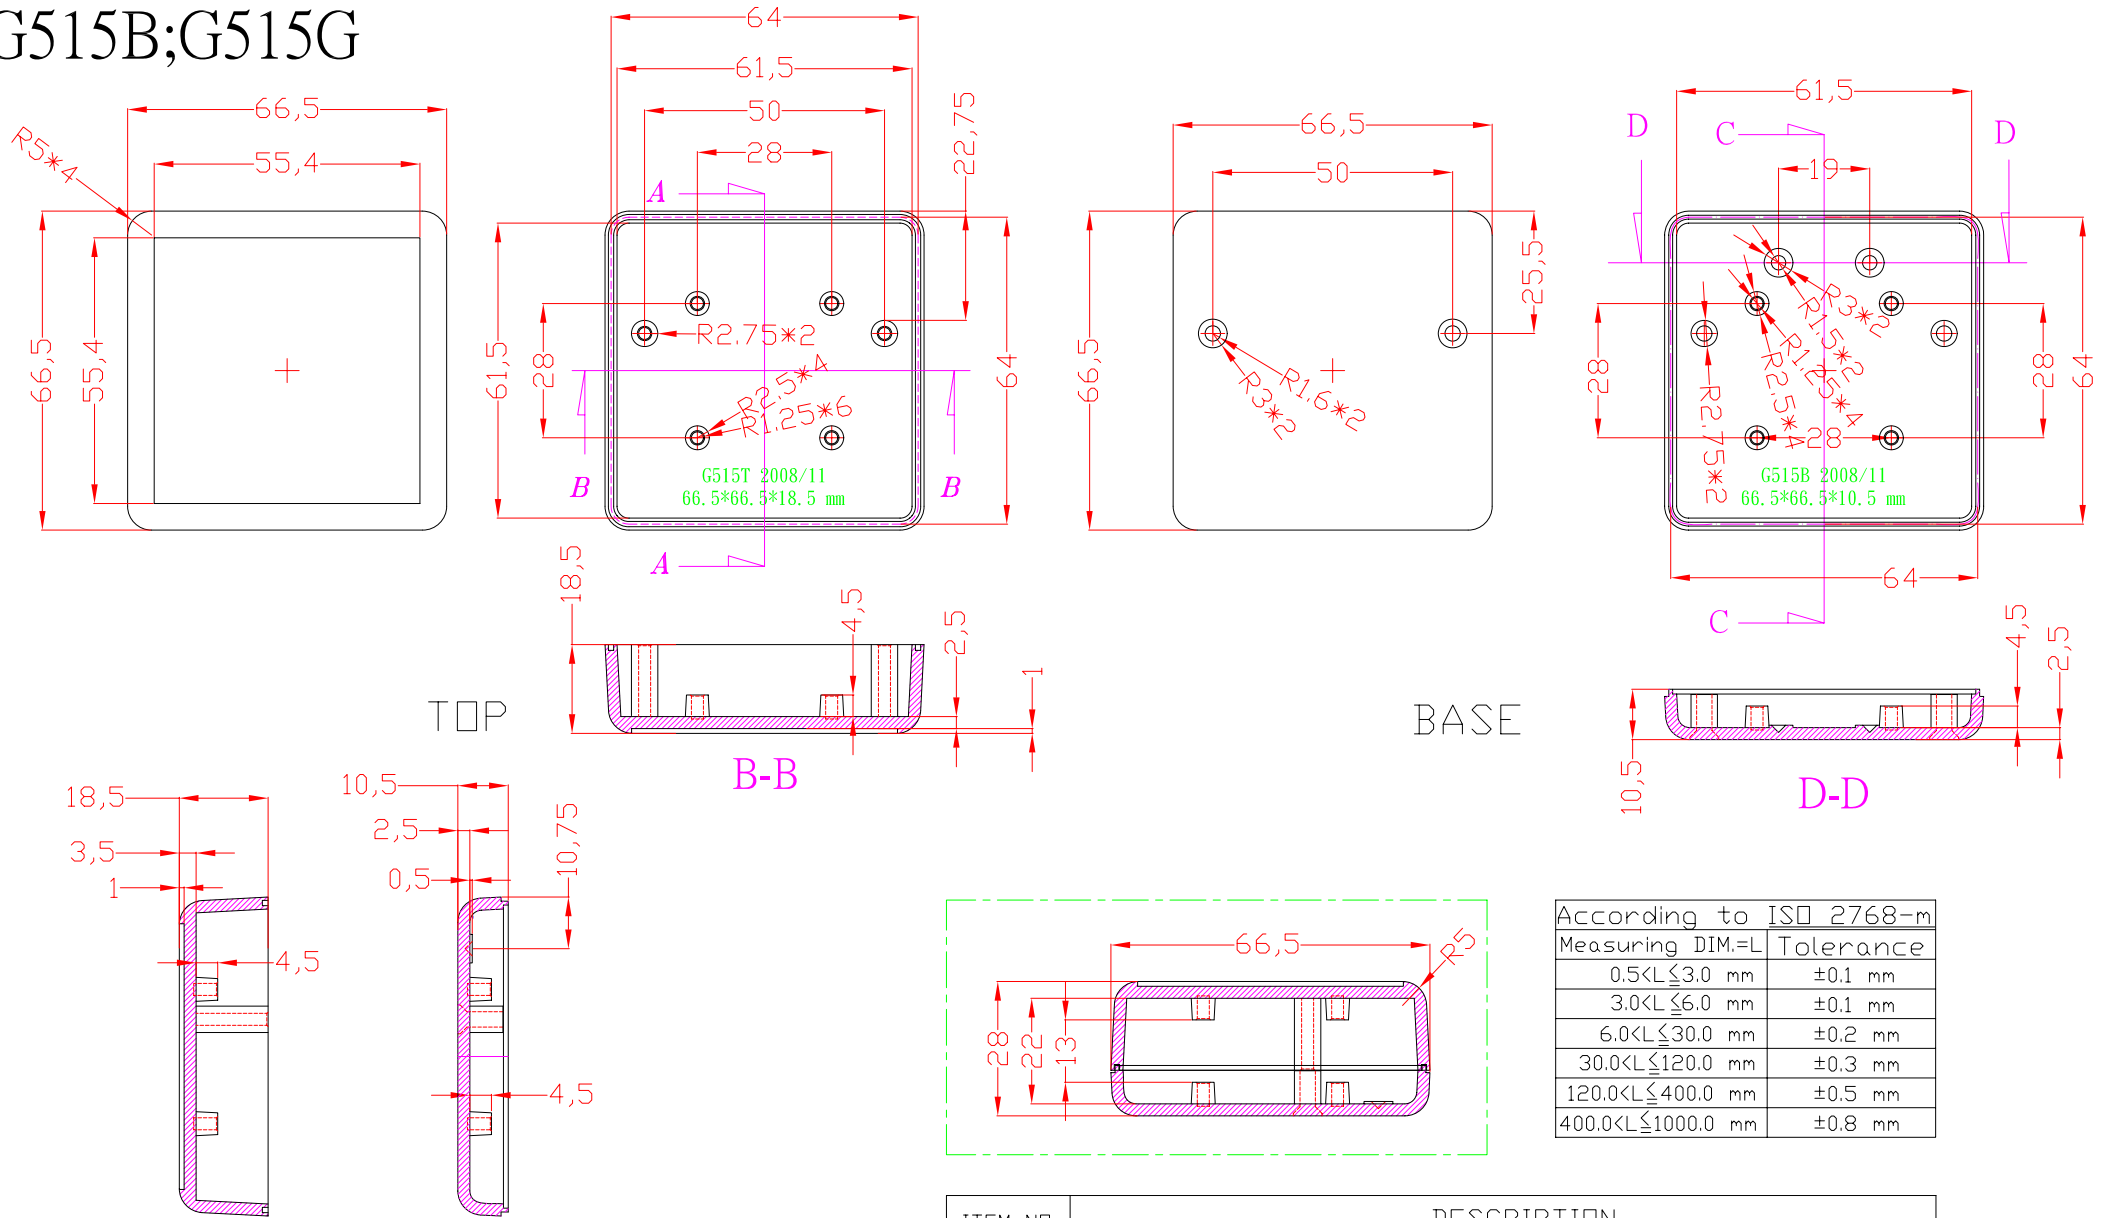 G515B;G515G
66,5
55,4
R5*4
66,5
55,4
64
61,5
50
28
22,75
A
61,5
28
R2.75*2
R2.5*4
R1.25*6
64
B
B
G515T 2008/11
66.5*66.5*18.5 mm
A
66,5
50
25,5
66,5
R3*2
R1.6*2
61,5
D
C
D
19
R3*2
R1.5*2
R1.25*4
R2.5*4
R2.75*2
28
28
28
64
G515B 2008/11
66.5*66.5*10.5 mm
64
C
TOP
18,5
4,5
2,5
1
B-B
BASE
10,5
4,5
2,5
D-D
18,5
3,5
1
4,5
10,5
2,5
0,5
10,75
4,5
66,5
R5
28
22
13
According to ISO 2768-m
Measuring DIM.=L Tolerance
0.5<L≦3.0 mm ±0.1 mm
3.0<L≦6.0 mm ±0.1 mm
6.0<L≦30.0 mm ±0.2 mm
30.0<L≦120.0 mm ±0.3 mm
120.0<L≦400.0 mm ±0.5 mm
400.0<L≦1000.0 mm ±0.8 mm
ITEM NO DESCRIPTION